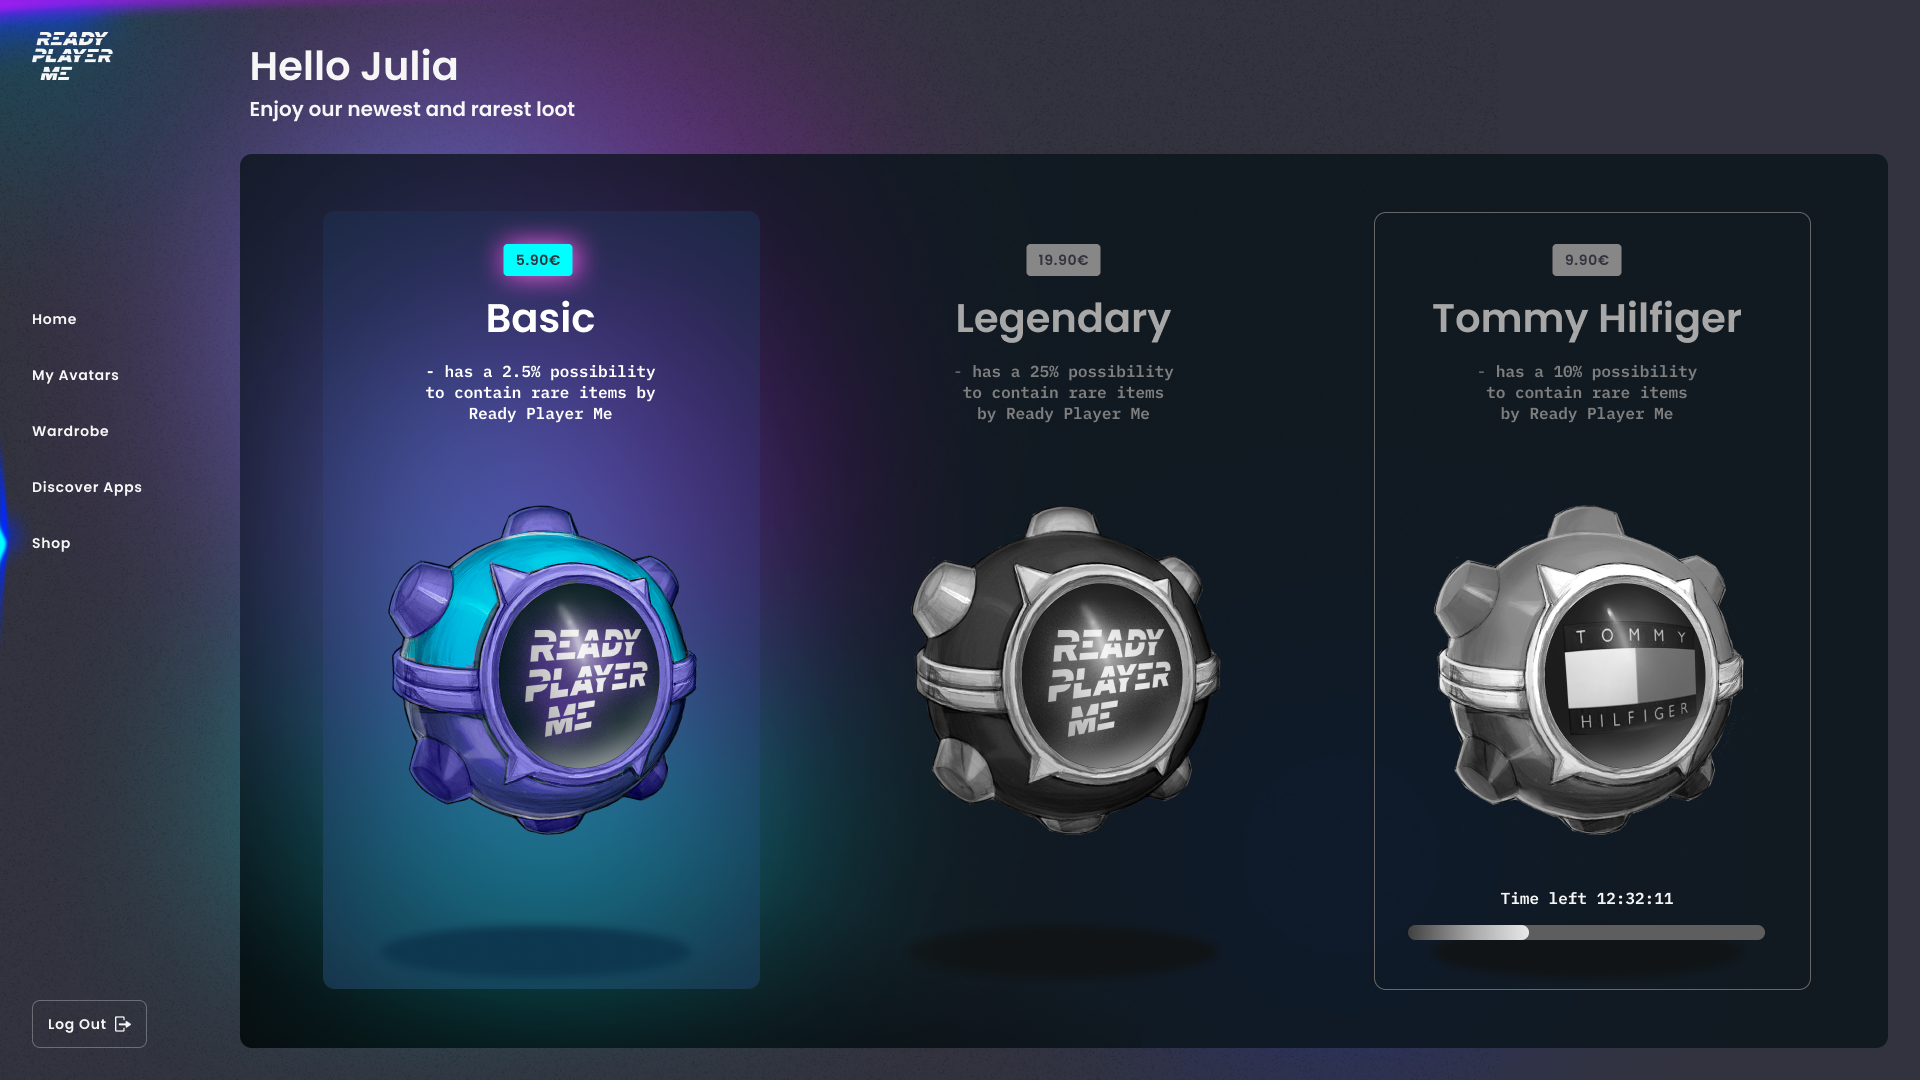 READY
PLAYER
ME
Hello Julia
Enjoy our newest and rarest loot
Home
My Avatars
Wardrobe
Discover Apps
Shop
Log Out
5.90€
Basic
- has a 2.5% possibility
to contain rare items by
Ready Player Me
READY
PLAYER
ME
19.90€
Legendary
- has a 25% possibility
to contain rare items
by Ready Player Me
READY
PLAYER
ME
9.90€
Tommy Hilfiger
- has a 10% possibility
to contain rare items
by Ready Player Me
TOMMY
HILFIGER
Time left 12:32:11